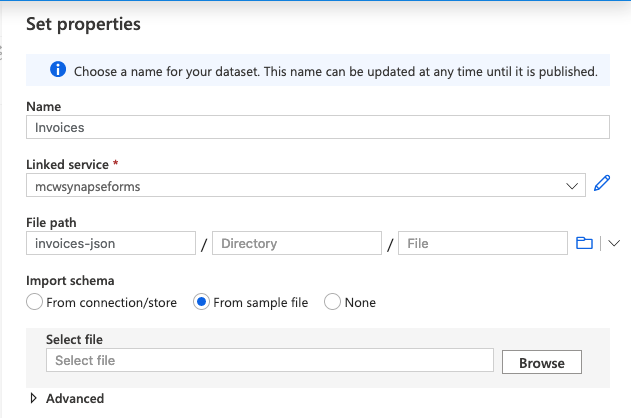 Set properties
Choose a name for your dataset. This name can be updated at any time until it is published.
Name
Invoices
Linked service *
mcwsynapseforms
File path
invoices-json / Directory / File
Import schema
From connection/store From sample file None
Select file
Select file Browse
Advanced